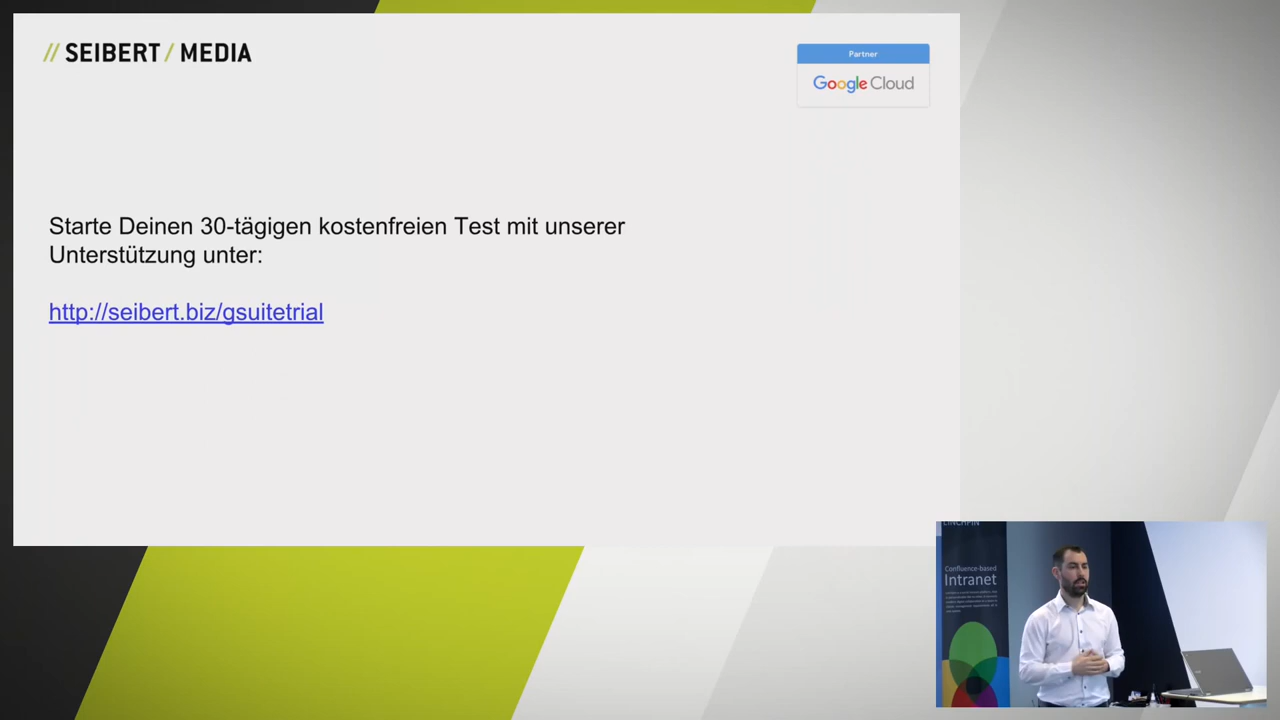 // SEIBERT / MEDIA
Partner
Google Cloud
Starte Deinen 30-tägigen kostenfreien Test mit unserer
Unterstützung unter:
http://seibert.biz/gsuitetrial
LINCHPIN
Confluence-based
Intranet